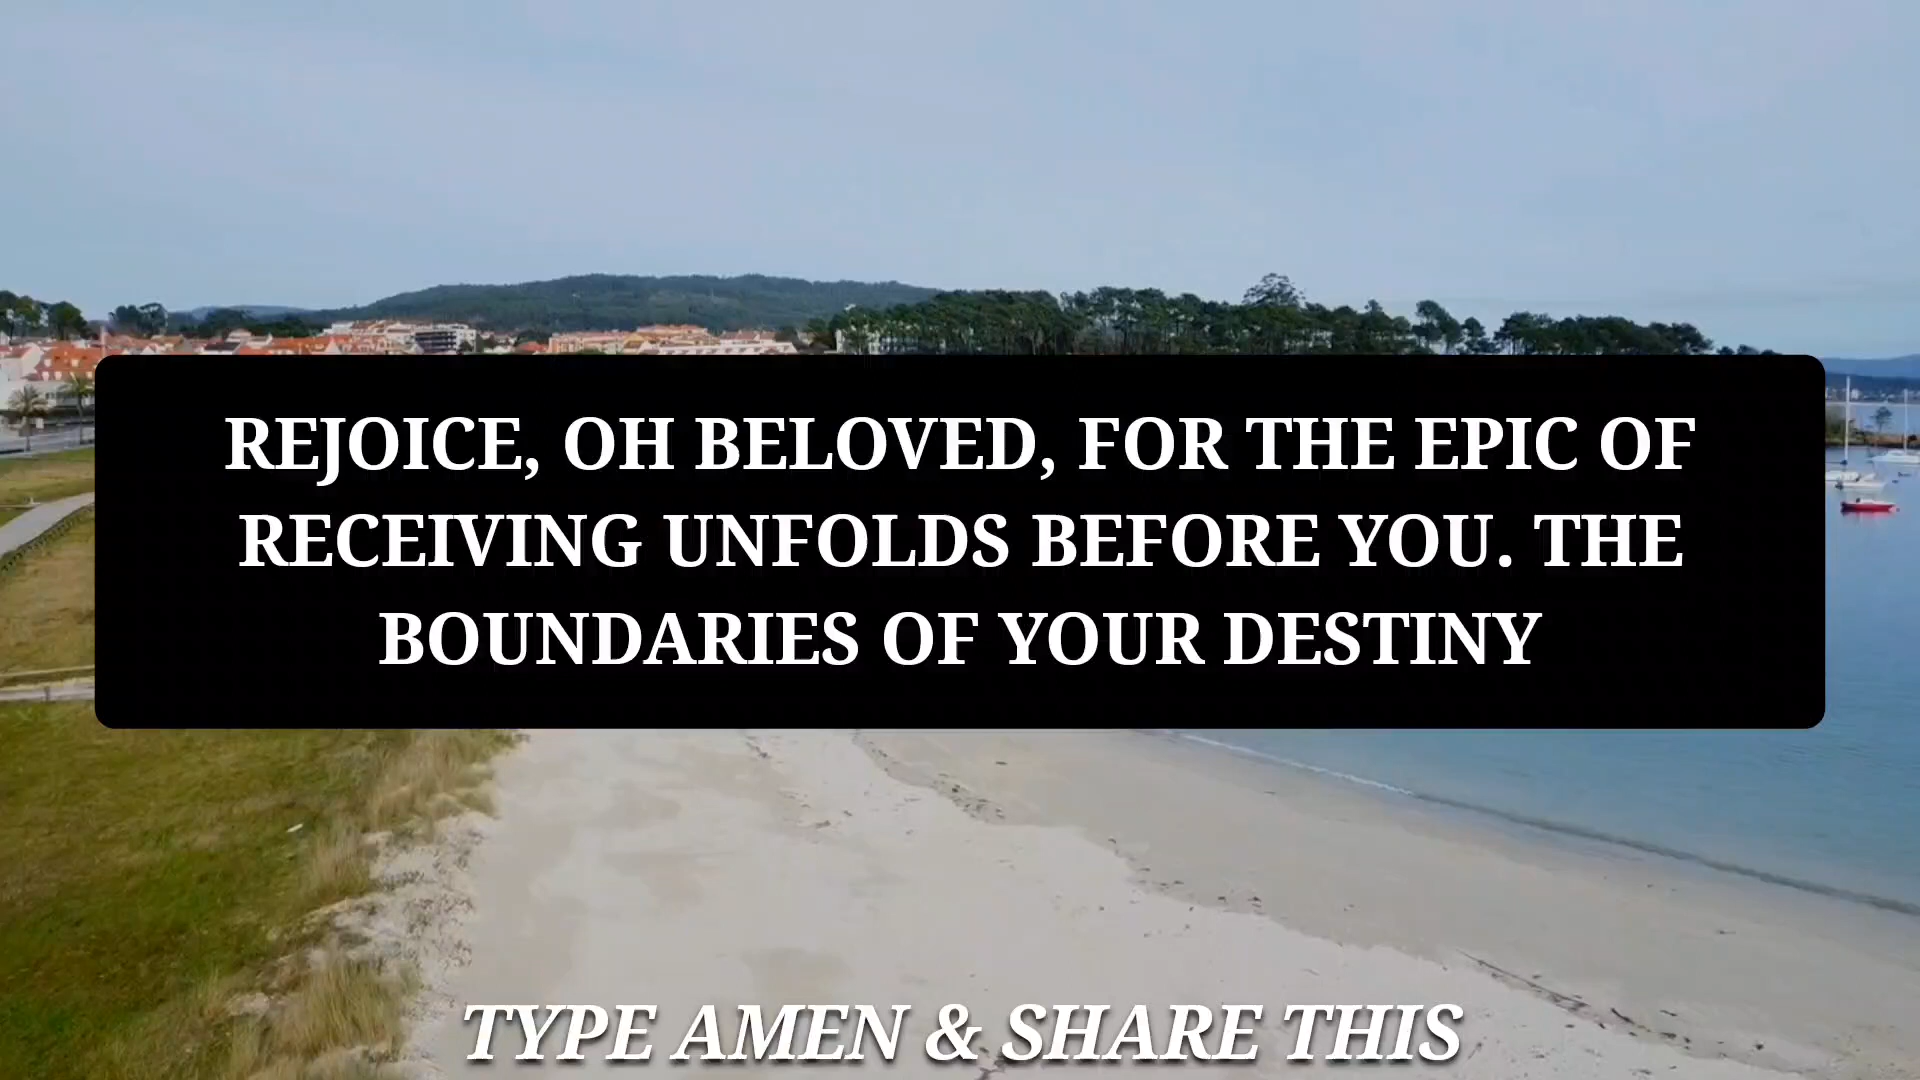 REJOICE, OH BELOVED, FOR THE EPIC OF
RECEIVING UNFOLDS BEFORE YOU. THE
BOUNDARIES OF YOUR DESTINY
TYPE AMEN & SHARE THIS